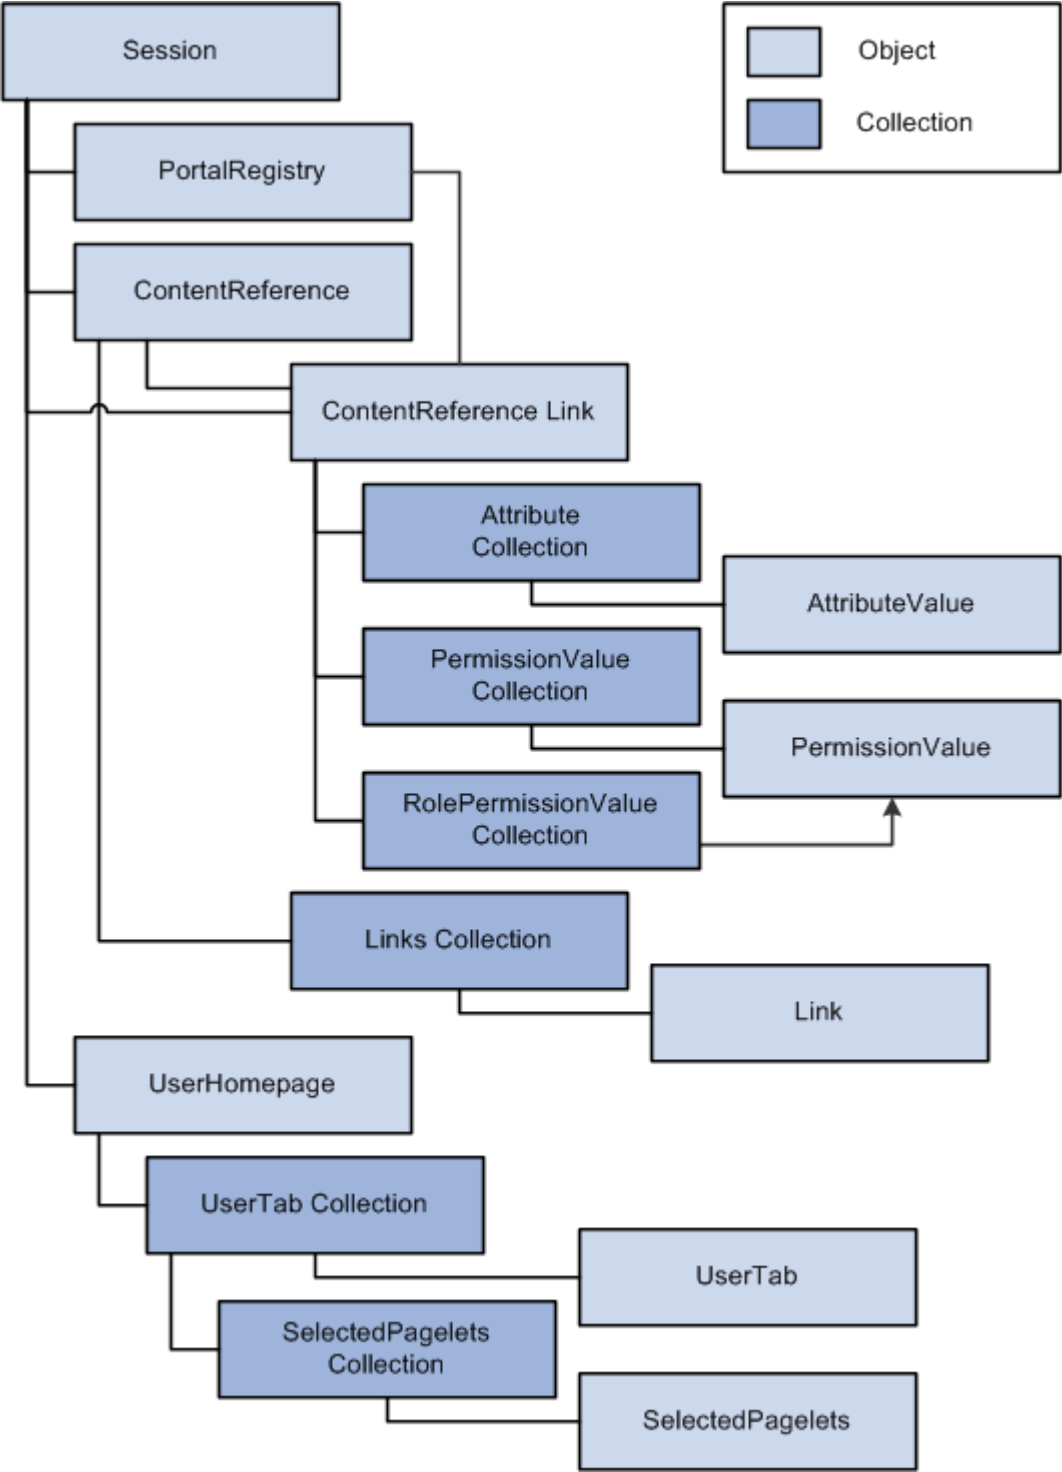 Session
Object
Collection
PortalRegistry
ContentReference
ContentReference Link
Attribute
Collection
AttributeValue
PermissionValue
Collection
PermissionValue
RolePermissionValue
Collection
Links Collection
Link
UserHomepage
UserTab Collection
UserTab
SelectedPagelets
Collection
SelectedPagelets